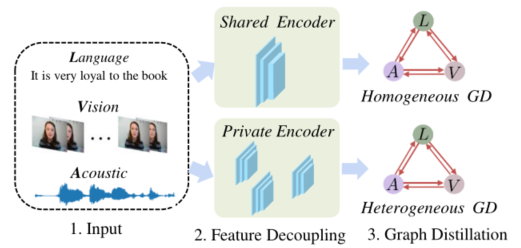 Language
It is very loyal to the book
Vision
Acoustic
1. Input
Shared Encoder
Private Encoder
2. Feature Decoupling
L
A
V
Homogeneous GD
L
A
V
Heterogeneous GD
3. Graph Distillation